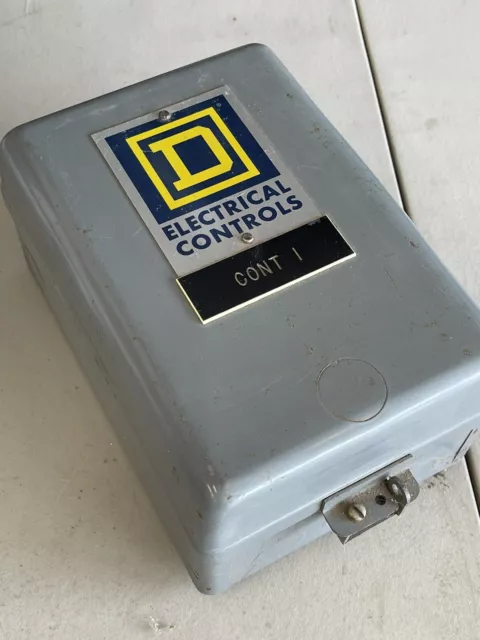 D
ELECTRICAL
CONTROLS
CONT 1